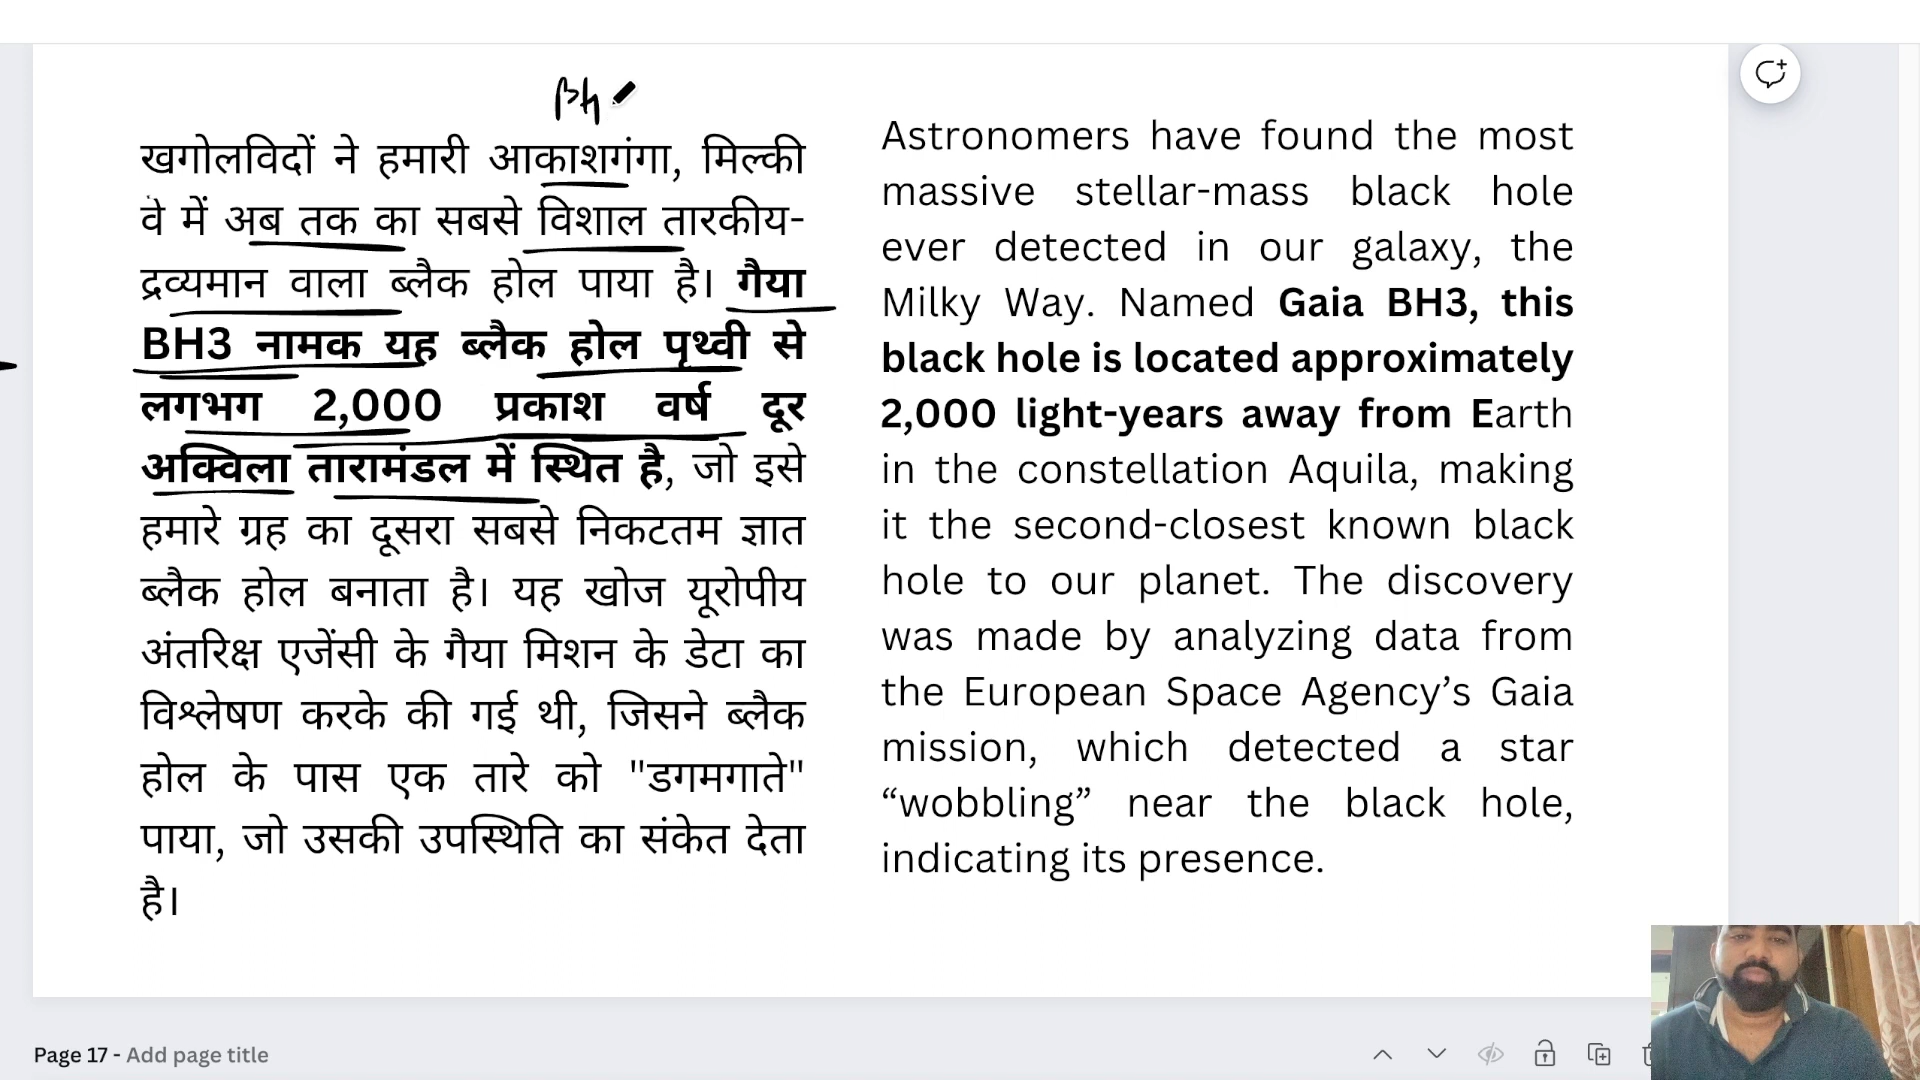 Bh
खगोलविदों ने हमारी आकाशगंगा, मिल्की
वे में अब तक का सबसे विशाल तारकीय-
द्रव्यमान वाला ब्लैक होल पाया है। गैया
BH3 नामक यह ब्लैक होल पृथ्वी से
लगभग 2,000 प्रकाश वर्ष दूर
अक्विला तारामंडल में स्थित है, जो इसे
हमारे ग्रह का दूसरा सबसे निकटतम ज्ञात
ब्लैक होल बनाता है। यह खोज यूरोपीय
अंतरिक्ष एजेंसी के गैया मिशन के डेटा का
विश्लेषण करके की गई थी, जिसने ब्लैक
होल के पास एक तारे को "डगमगाते"
पाया, जो उसकी उपस्थिति का संकेत देता
है।
Astronomers have found the most
massive stellar-mass black hole
ever detected in our galaxy, the
Milky Way. Named Gaia BH3, this
black hole is located approximately
2,000 light-years away from Earth
in the constellation Aquila, making
it the second-closest known black
hole to our planet. The discovery
was made by analyzing data from
the European Space Agency’s Gaia
mission, which detected a star
“wobbling” near the black hole,
indicating its presence.
Page 17 - Add page title